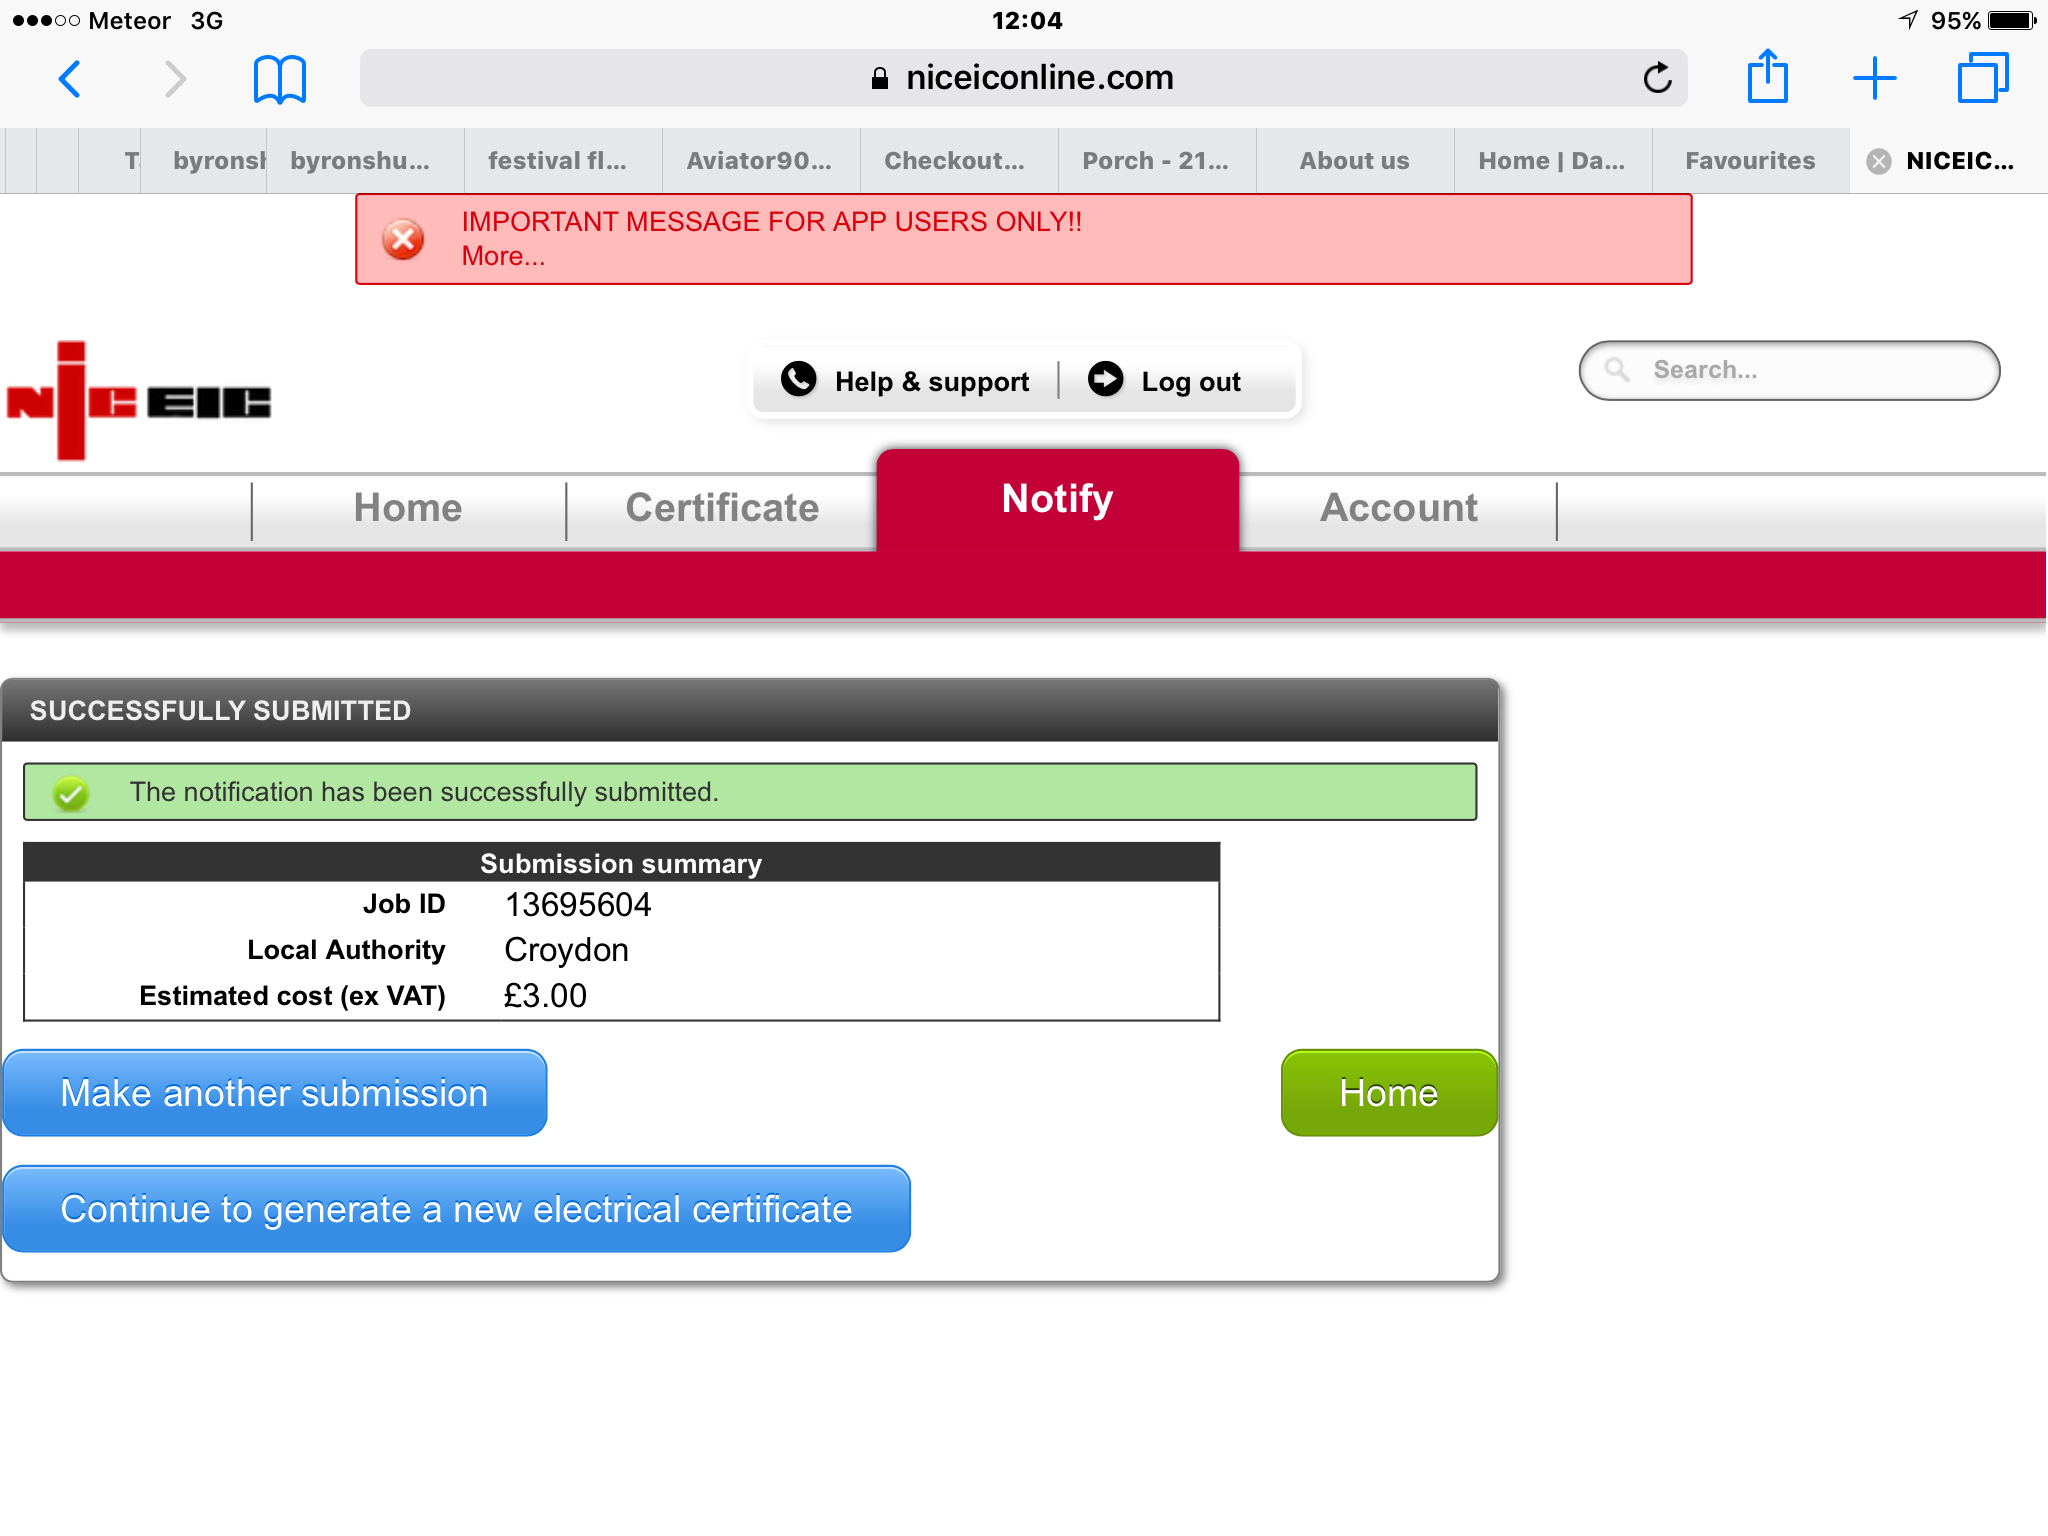 Meteor 3G 12:04 95%
niceiconline.com
byronsh byronshu... festival fl... Aviator90... Checkout... Porch - 21... About us Home | Da... Favourites NICEIC...
IMPORTANT MESSAGE FOR APP USERS ONLY!!
More...
NICEIC
Help & support Log out
Search...
Home Certificate Notify Account
SUCCESSFULLY SUBMITTED
The notification has been successfully submitted.
Submission summary
Job ID 13695604
Local Authority Croydon
Estimated cost (ex VAT) £3.00
Make another submission Home
Continue to generate a new electrical certificate